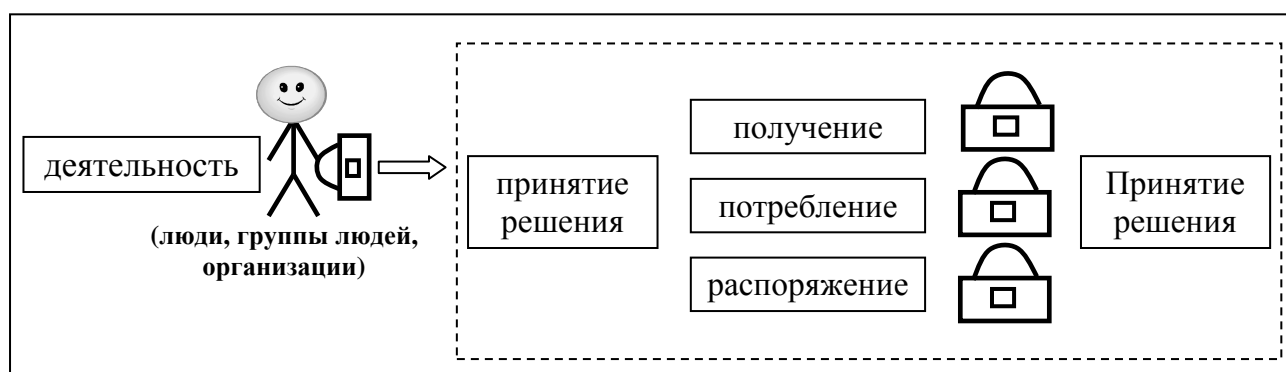 деятельность
(люди, группы людей,
организации)
принятие
решения
получение
потребление
распоряжение
Принятие
решения